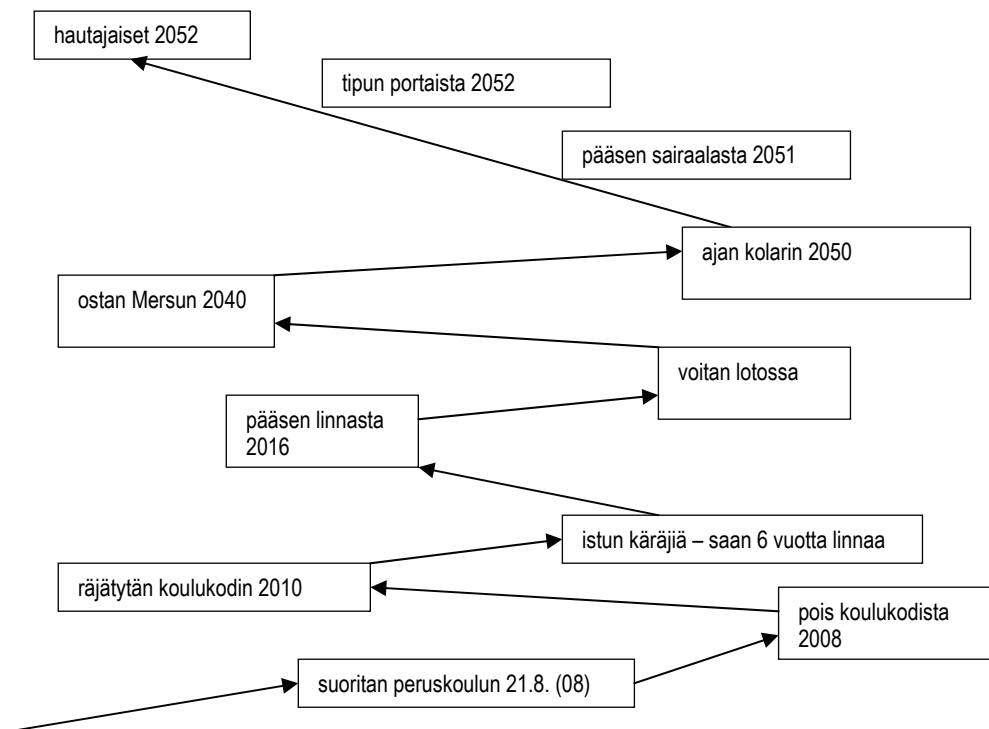 hautajaiset 2052
tipun portaista 2052
pääsen sairaalasta 2051
ajan kolarin 2050
ostan Mersun 2040
voitan lotossa
pääsen linnasta
2016
istun käräjiä – saan 6 vuotta linnaa
räjätytän koulukodin 2010
pois koulukodista
2008
suoritan peruskoulun 21.8. (08)